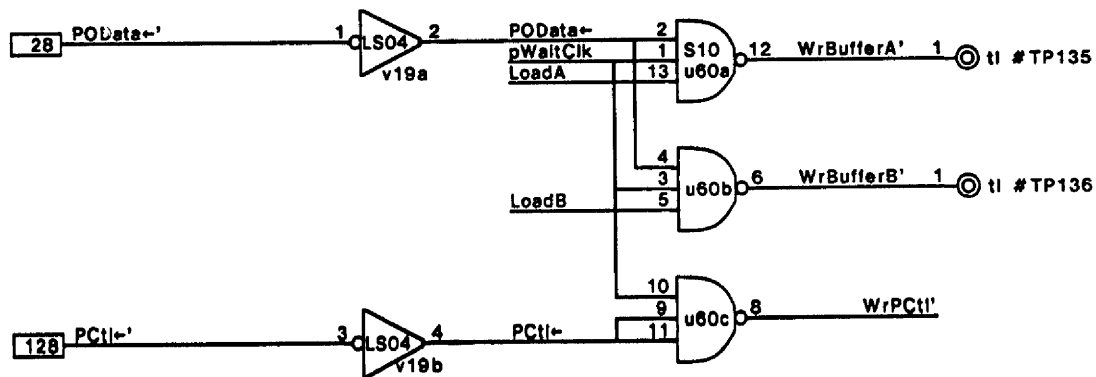 28 POData←' 1 LS04 2 POData← 2 S10 12 WrBufferA' 1 tl #TP135
v19a pWaitClk 1 u60a
LoadA 13
4
3 u60b 6 WrBufferB' 1 tl #TP136
LoadB 5
10
9 u60c 8 WrPCtl'
128 PCtl←' 3 LS04 4 PCtl← 11
v19b